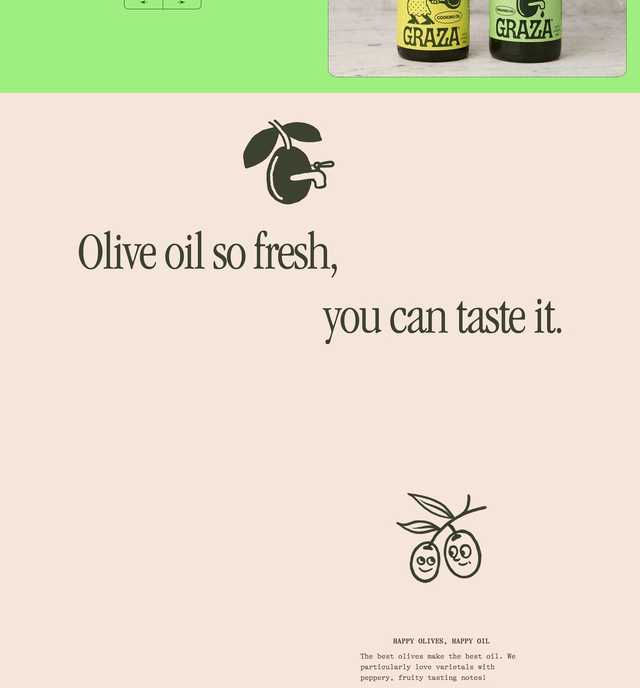 COOKING OIL
GRAZA
GRAZA
Olive oil so fresh,
you can taste it.
HAPPY OLIVES, HAPPY OIL
The best olives make the best oil. We
particularly love varietals with
peppery, fruity tasting notes!